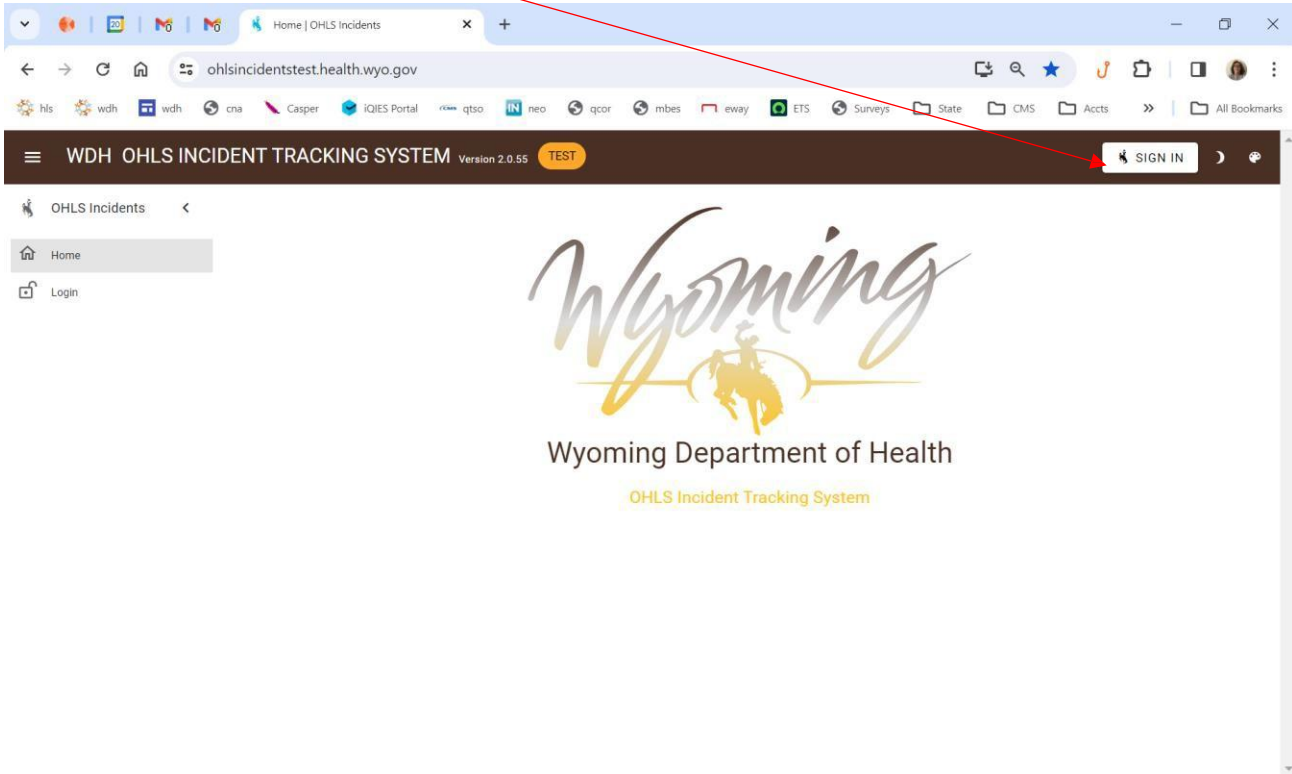 Home | OHLS Incidents
ohlsincidentstest.health.wyo.gov
hls wdh wdh cna Casper iQIES Portal qtso neo qcor mbes eway ETS Surveys State CMS Accts All Bookmarks
WDH OHLS INCIDENT TRACKING SYSTEM Version 2.0.55 TEST SIGN IN
OHLS Incidents
Home
Login
Wyoming
Wyoming Department of Health
OHLS Incident Tracking System